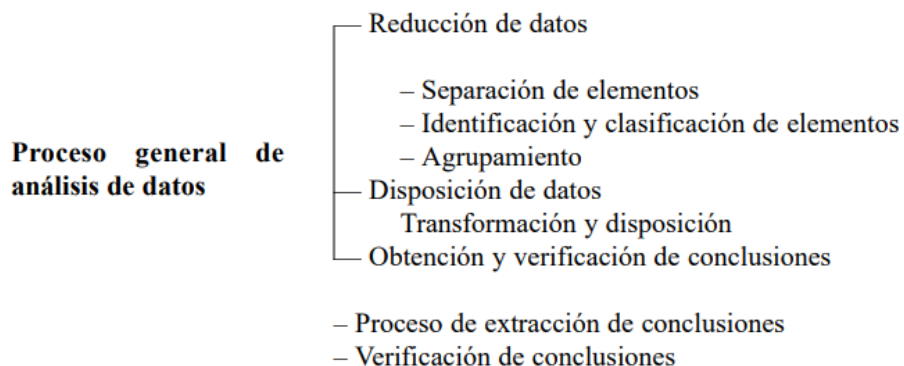 Reducción de datos
– Separación de elementos
– Identificación y clasificación de elementos
– Agrupamiento
Proceso general de
análisis de datos
Disposición de datos
Transformación y disposición
Obtención y verificación de conclusiones
– Proceso de extracción de conclusiones
– Verificación de conclusiones